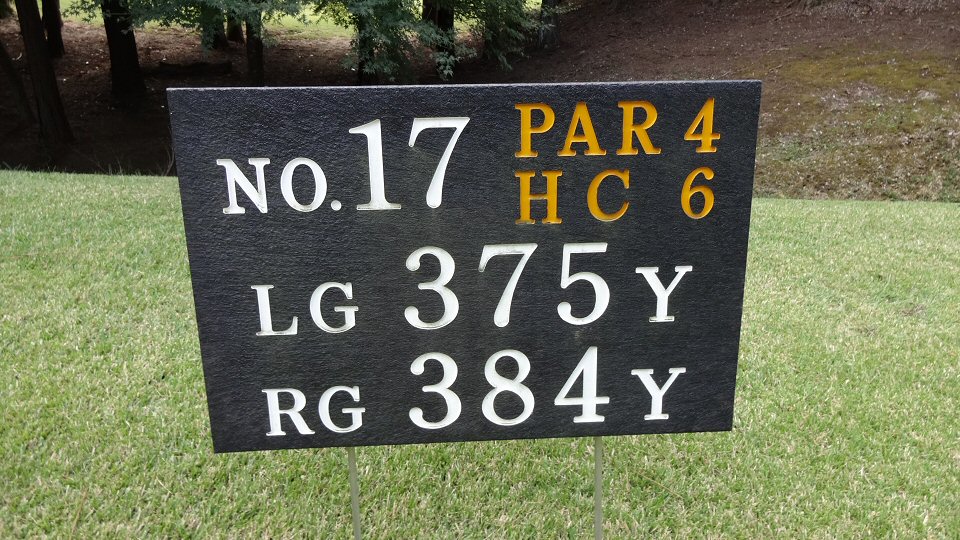 NO. 17 PAR 4
HC 6
LG 375 Y
RG 384 Y